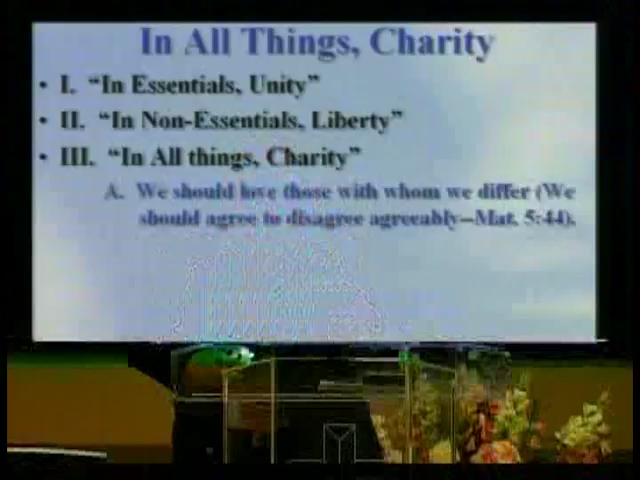 In All Things, Charity
• I. “In Essentials, Unity”
• II. “In Non-Essentials, Liberty”
• III. “In All things, Charity”
A. We should love those with whom we differ (We
should agree to disagree agreeably–Mat. 5:44).